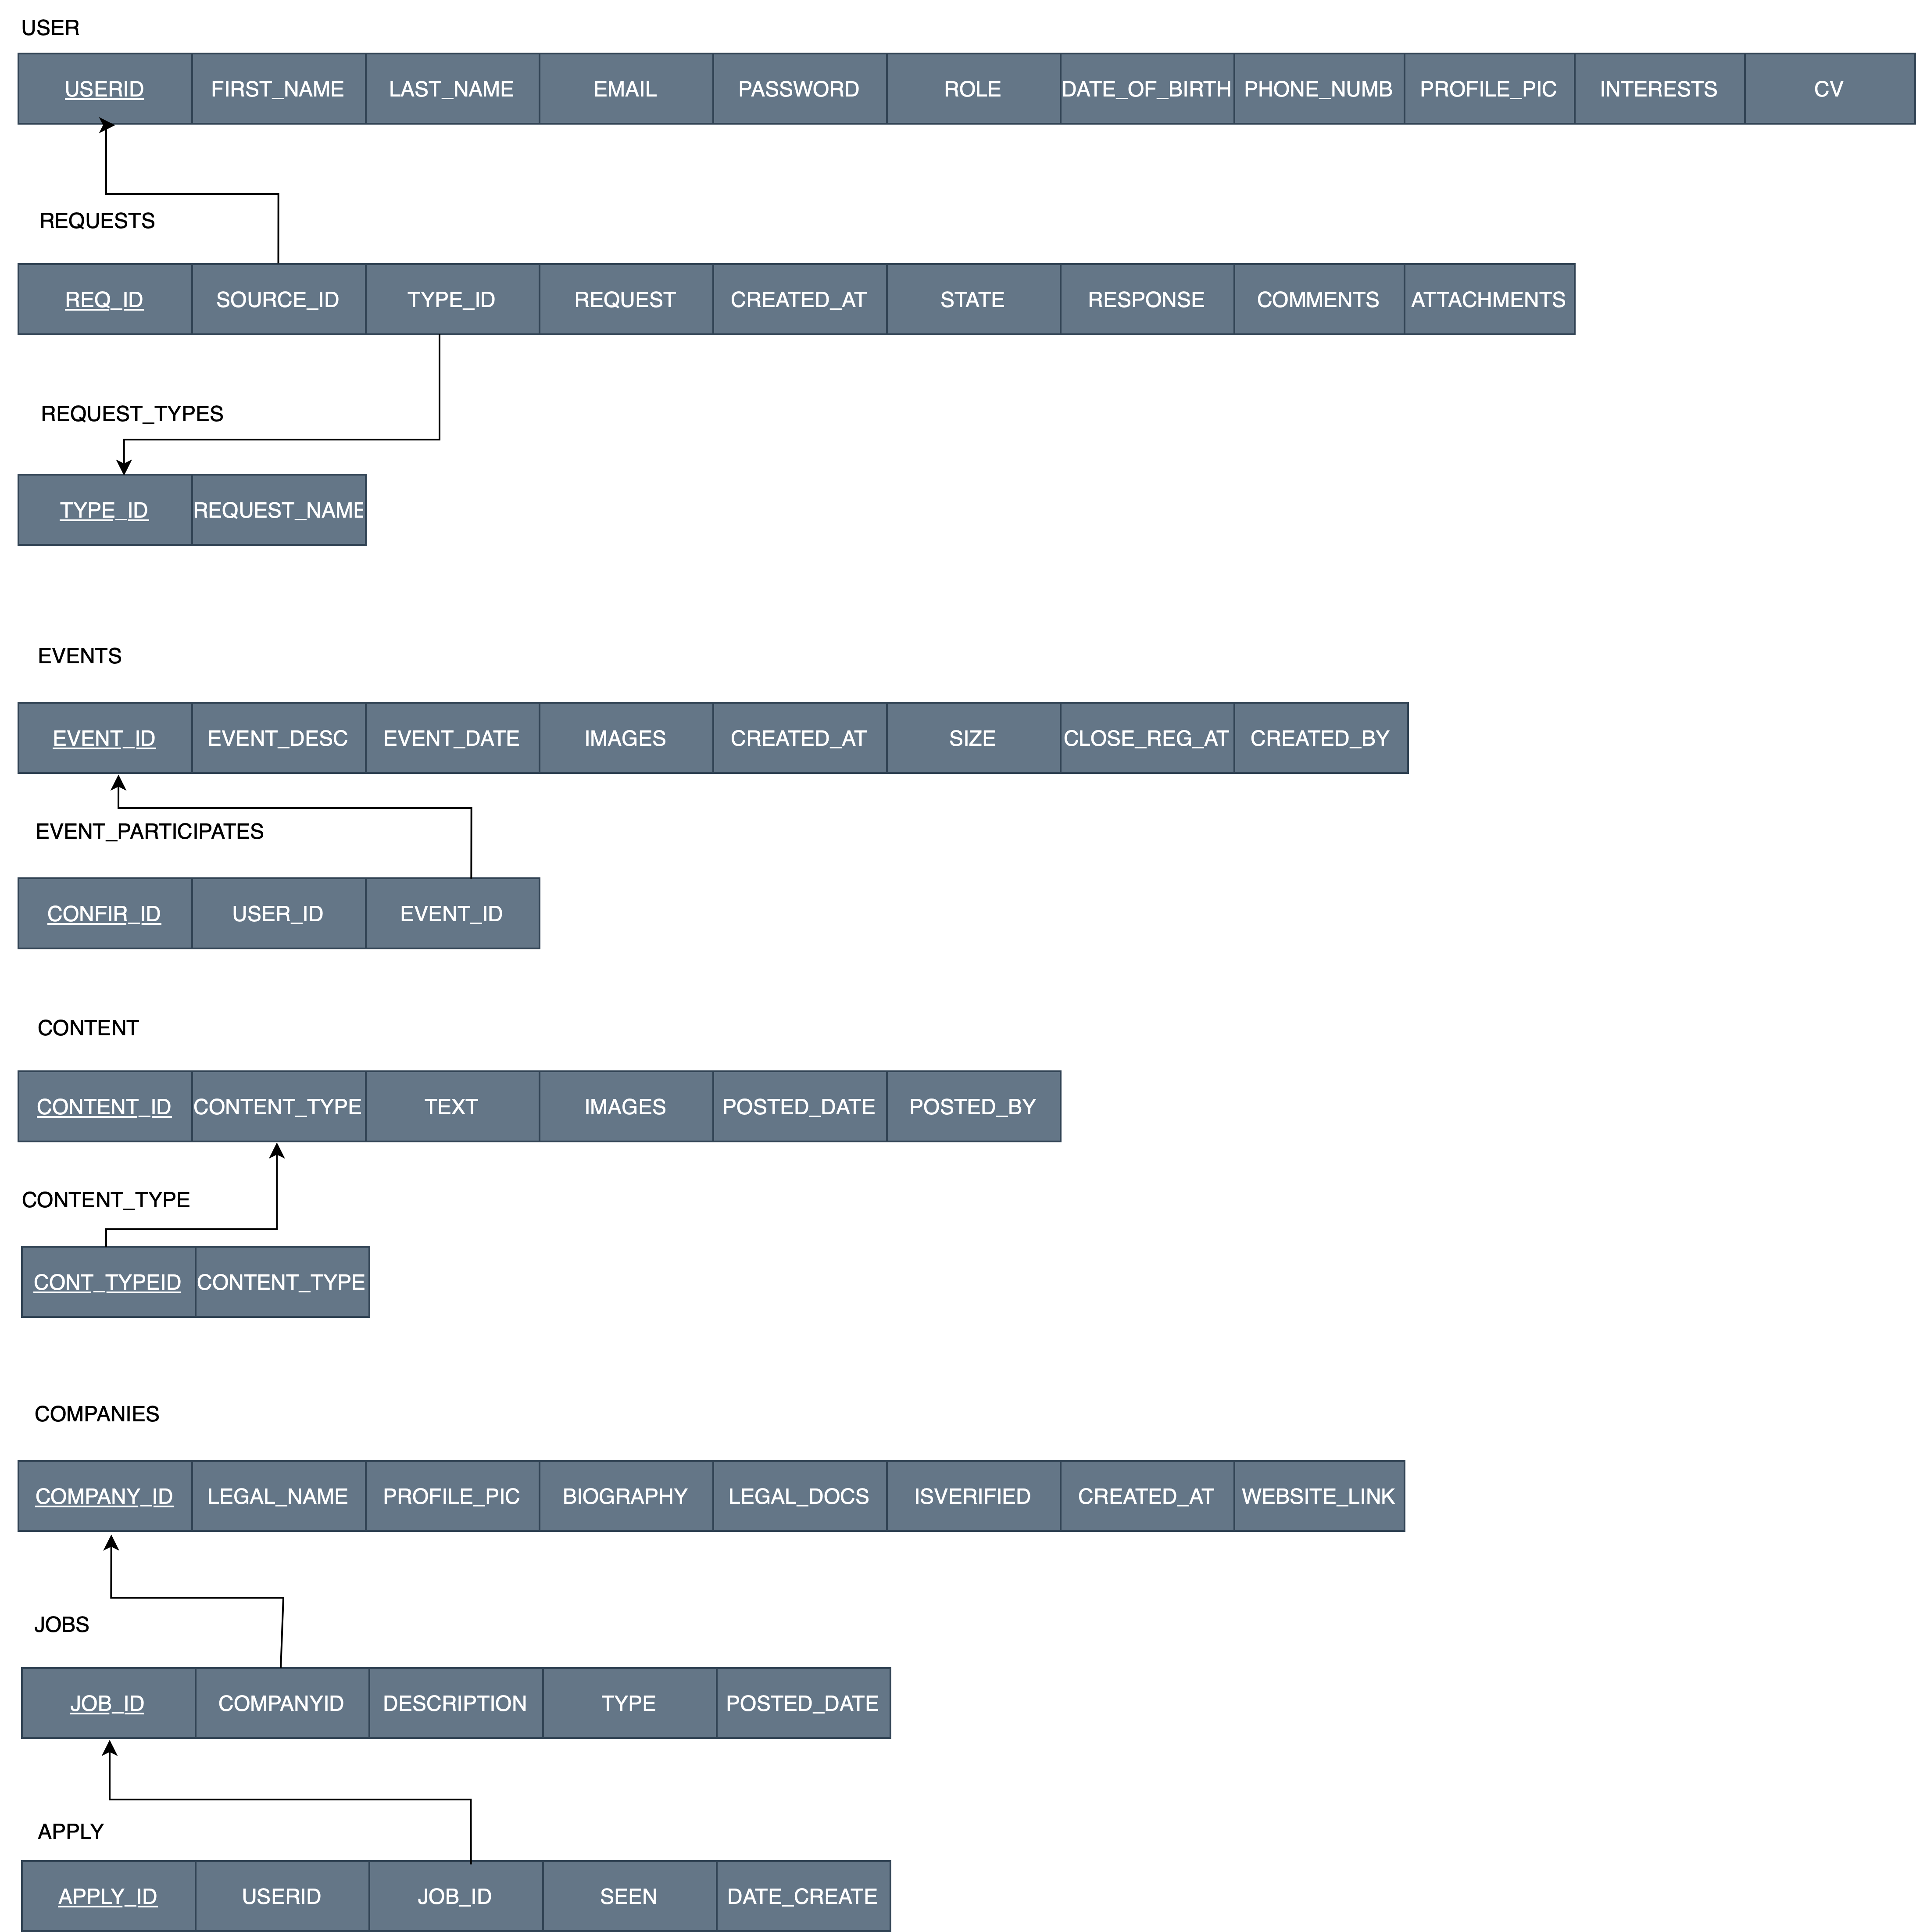 USER
USERID FIRST_NAME LAST_NAME EMAIL PASSWORD ROLE DATE_OF_BIRTH PHONE_NUMB PROFILE_PIC INTERESTS CV
REQUESTS
REQ_ID SOURCE_ID TYPE_ID REQUEST CREATED_AT STATE RESPONSE COMMENTS ATTACHMENTS
REQUEST_TYPES
TYPE_ID REQUEST_NAME
EVENTS
EVENT_ID EVENT_DESC EVENT_DATE IMAGES CREATED_AT SIZE CLOSE_REG_AT CREATED_BY
EVENT_PARTICIPATES
CONFIR_ID USER_ID EVENT_ID
CONTENT
CONTENT_ID CONTENT_TYPE TEXT IMAGES POSTED_DATE POSTED_BY
CONTENT_TYPE
CONT_TYPEID CONTENT_TYPE
COMPANIES
COMPANY_ID LEGAL_NAME PROFILE_PIC BIOGRAPHY LEGAL_DOCS ISVERIFIED CREATED_AT WEBSITE_LINK
JOBS
JOB_ID COMPANYID DESCRIPTION TYPE POSTED_DATE
APPLY
APPLY_ID USERID JOB_ID SEEN DATE_CREATE